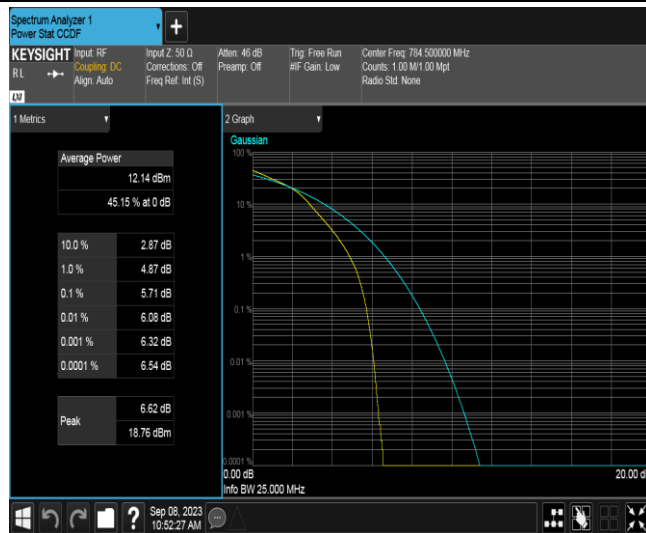 Spectrum Analyzer 1
Power Stat CCDF
+
KEYSIGHT
RL
Input: RF
Coupling: DC
Align: Auto
Input Z: 50 Ω
Corrections: Off
Freq Ref: Int (S)
Atten: 46 dB
Preamp: Off
Trig: Free Run
#IF Gain: Low
Center Freq: 784.500000 MHz
Counts: 1.00 M/1.00 Mpt
Radio Std: None
LXI
1 Metrics
Average Power
12.14 dBm
45.15 % at 0 dB
10.0 % 2.87 dB
1.0 % 4.87 dB
0.1 % 5.71 dB
0.01 % 6.08 dB
0.001 % 6.32 dB
0.0001 % 6.54 dB
Peak
6.62 dB
18.76 dBm
2 Graph
Gaussian
100 %
10 %
1 %
0.1 %
0.01 %
0.001 %
0.0001 %
0.00 dB 20.00 d
Info BW 25.000 MHz
?
Sep 08, 2023
10:52:27 AM